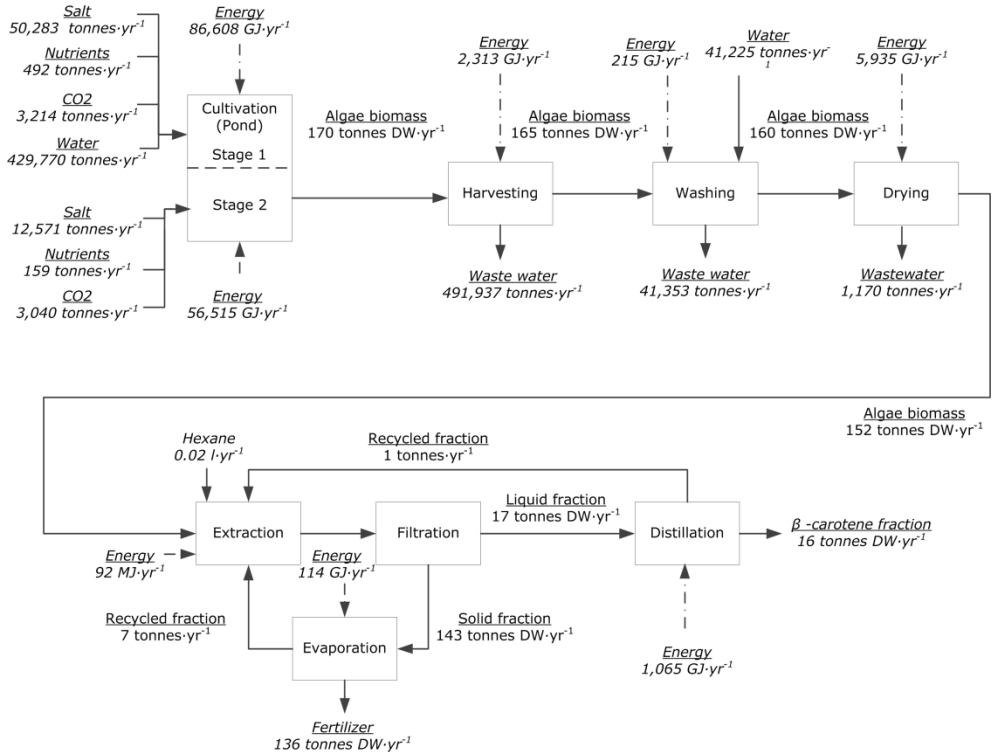 Salt
50,283 tonnes·yr⁻¹
Nutrients
492 tonnes·yr⁻¹
CO2
3,214 tonnes·yr⁻¹
Water
429,770 tonnes·yr⁻¹
Energy
86,608 GJ·yr⁻¹
Cultivation
(Pond)
Stage 1
Stage 2
Salt
12,571 tonnes·yr⁻¹
Nutrients
159 tonnes·yr⁻¹
CO2
3,040 tonnes·yr⁻¹
Energy
56,515 GJ·yr⁻¹
Algae biomass
170 tonnes DW·yr⁻¹
Energy
2,313 GJ·yr⁻¹
Harvesting
Waste water
491,937 tonnes·yr⁻¹
Algae biomass
165 tonnes DW·yr⁻¹
Energy
215 GJ·yr⁻¹
Water
41,225 tonnes·yr⁻
¹
Washing
Waste water
41,353 tonnes·yr⁻¹
Algae biomass
160 tonnes DW·yr⁻¹
Energy
5,935 GJ·yr⁻¹
Drying
Wastewater
1,170 tonnes·yr⁻¹
Algae biomass
152 tonnes DW·yr⁻¹
Hexane
0.02 l·yr⁻¹
Recycled fraction
1 tonnes·yr⁻¹
Extraction
Energy
92 MJ·yr⁻¹
Filtration
Liquid fraction
17 tonnes DW·yr⁻¹
Distillation
β -carotene fraction
16 tonnes DW·yr⁻¹
Energy
114 GJ·yr⁻¹
Recycled fraction
7 tonnes·yr⁻¹
Evaporation
Solid fraction
143 tonnes DW·yr⁻¹
Energy
1,065 GJ·yr⁻¹
Fertilizer
136 tonnes DW·yr⁻¹